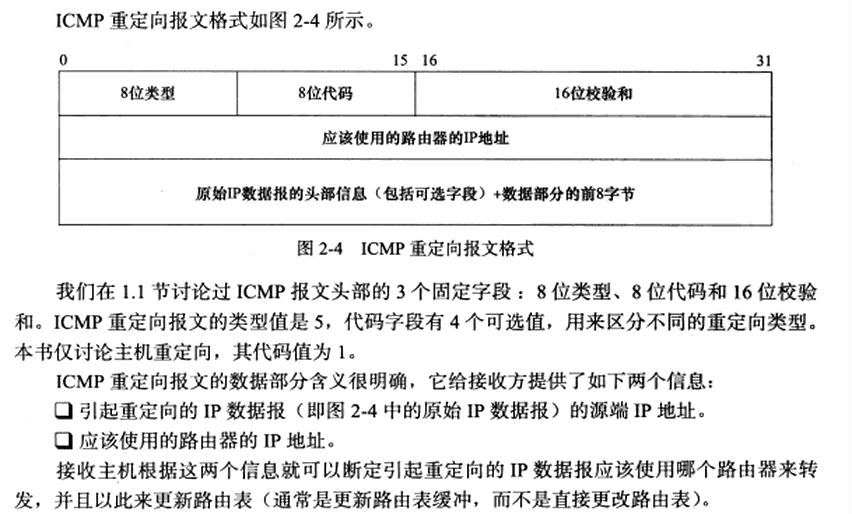 ICMP 重定向报文格式如图 2-4 所示。
0 15 16 31
8位类型 8位代码 16位校验和
应该使用的路由器的IP地址
原始IP数据报的头部信息（包括可选字段）+数据部分的前8字节
图 2-4 ICMP 重定向报文格式
我们在 1.1 节讨论过 ICMP 报文头部的 3 个固定字段：8 位类型、8 位代码和 16 位校验
和。ICMP 重定向报文的类型值是 5，代码字段有 4 个可选值，用来区分不同的重定向类型。
本书仅讨论主机重定向，其代码值为 1。
ICMP 重定向报文的数据部分含义很明确，它给接收方提供了如下两个信息：
❑ 引起重定向的 IP 数据报（即图 2-4 中的原始 IP 数据报）的源端 IP 地址。
❑ 应该使用的路由器的 IP 地址。
接收主机根据这两个信息就可以断定引起重定向的 IP 数据报应该使用哪个路由器来转
发，并且以此来更新路由表（通常是更新路由表缓冲，而不是直接更改路由表）。